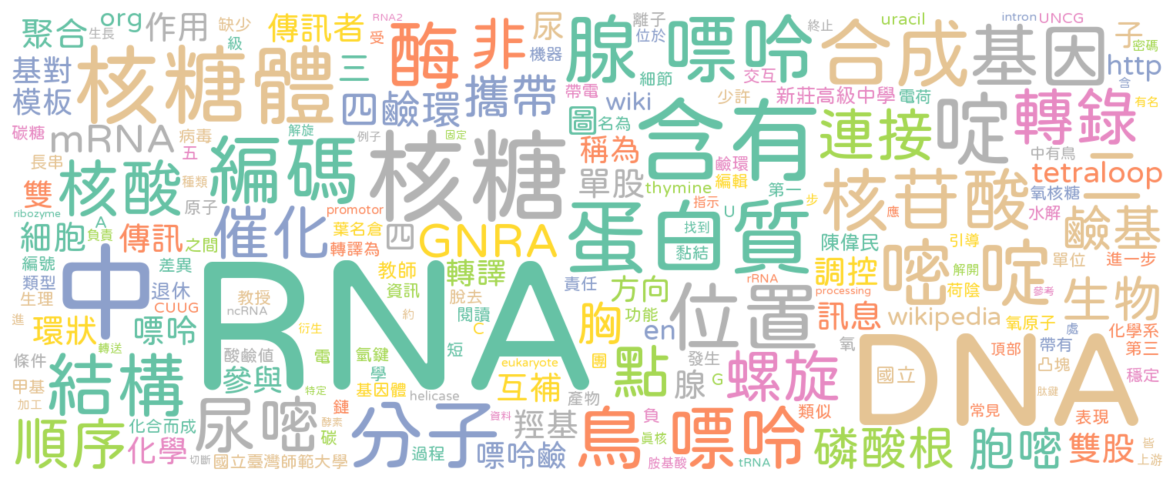 聚合
生長
org
作用
缺少
級
傳訊者
RNA2
受
酶
非
尿
機器
離子
位於
腺
嘌呤
終止
合成
uracil
基因
intron
UNCG
子
密碼
基對
模板
核糖體
三
四
鹼環
攜帶
細節
帶電
交互
少許
新莊高級中學
電荷
http
含
有名
碳糖
mRNA
病毒
解旋
例子
固定
wiki
圖
名為
含有
連接
啶
轉錄
五
長串
雙
核酸
種類
原子
編碼
核糖
稱為
單股
鹼環
編輯
thymine
第一
核苷酸
二
中有鳥
tetraloop
氧核糖
水解
ribozyme
A
負責
細胞
傳訊
之間
催化
promotor
葉名倉
轉譯為
四
GNRA
蛋白質
指示
U
找到
黏結
步
應
陳偉民
引導
鹼基
單位
進一步
編號
類型
生理
中
差異
退休
CUUG
RNA
教師
資訊
轉譯
脫去
閱讀
C
責任
方向
功能
rRNA
位置
調控
processing
訊息
嘧
啶
解開
荷陰
參考
生物
進
環狀
嘌呤
教授
ncRNA
衍生
約
短
胸
en
wikipedia
氧原子
處
化學系
條件
轉送
酸鹼值
參與
電
氫鍵
學
eukaryote
團
發生
氧
DNA
頂部
帶有
凸塊
第三
穩定
甲基
加工
結構
特定
基因體
helicase
互補
產物
點
腺
G
螺旋
國立
肽鍵
順序
化合而成
化學
切斷
尿
嘧
酵素
碳
鏈
國立臺灣師範大學
分子
過程
資料
嘌呤鹼
羥基
真核
負
胺基酸
鳥
嘌呤
tRNA
類似
磷酸根
常見
胞嘧
表現
雙股
皆
上游